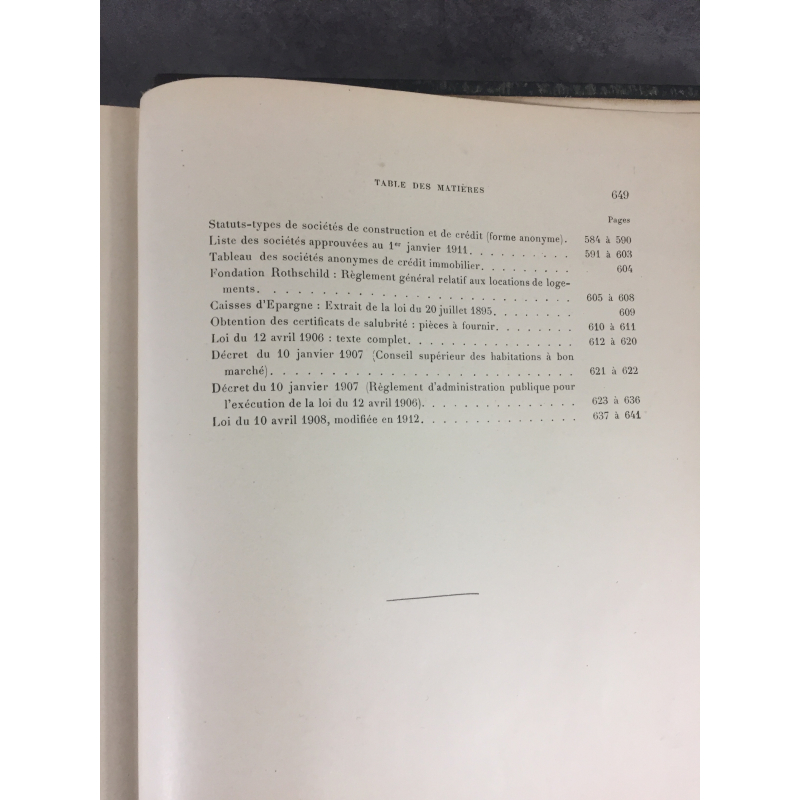 TABLE DES MATIÈRES 649
Pages
Statuts-types de sociétés de construction et de crédit (forme anonyme). 584 à 590
Liste des sociétés approuvées au 1er janvier 1911. . . . . . . . . . 591 à 603
Tableau des sociétés anonymes de crédit immobilier. . . . . . . . . 604
Fondation Rothschild : Règlement général relatif aux locations de loge-
ments. . . . . . . . . . . . . . . . . . . . . . . . . . 605 à 608
Caisses d'Epargne : Extrait de la loi du 20 juillet 1895. . . . . . . . 609
Obtention des certificats de salubrité : pièces à fournir. . . . . . . . 610 à 611
Loi du 12 avril 1906 : texte complet. . . . . . . . . . . . . . . 612 à 620
Décret du 10 janvier 1907 (Conseil supérieur des habitations à bon
marché). . . . . . . . . . . . . . . . . . . . . . . . . 621 à 622
Décret du 10 janvier 1907 (Règlement d'administration publique pour
l'exécution de la loi du 12 avril 1906). . . . . . . . . . . . . . 623 à 636
Loi du 10 avril 1908, modifiée en 1912. . . . . . . . . . . . . . 637 à 641